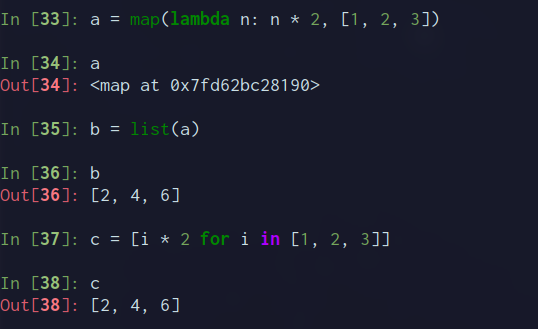 In [33]: a = map(lambda n: n * 2, [1, 2, 3])
In [34]: a
Out[34]: <map at 0x7fd62bc28190>
In [35]: b = list(a)
In [36]: b
Out[36]: [2, 4, 6]
In [37]: c = [i * 2 for i in [1, 2, 3]]
In [38]: c
Out[38]: [2, 4, 6]